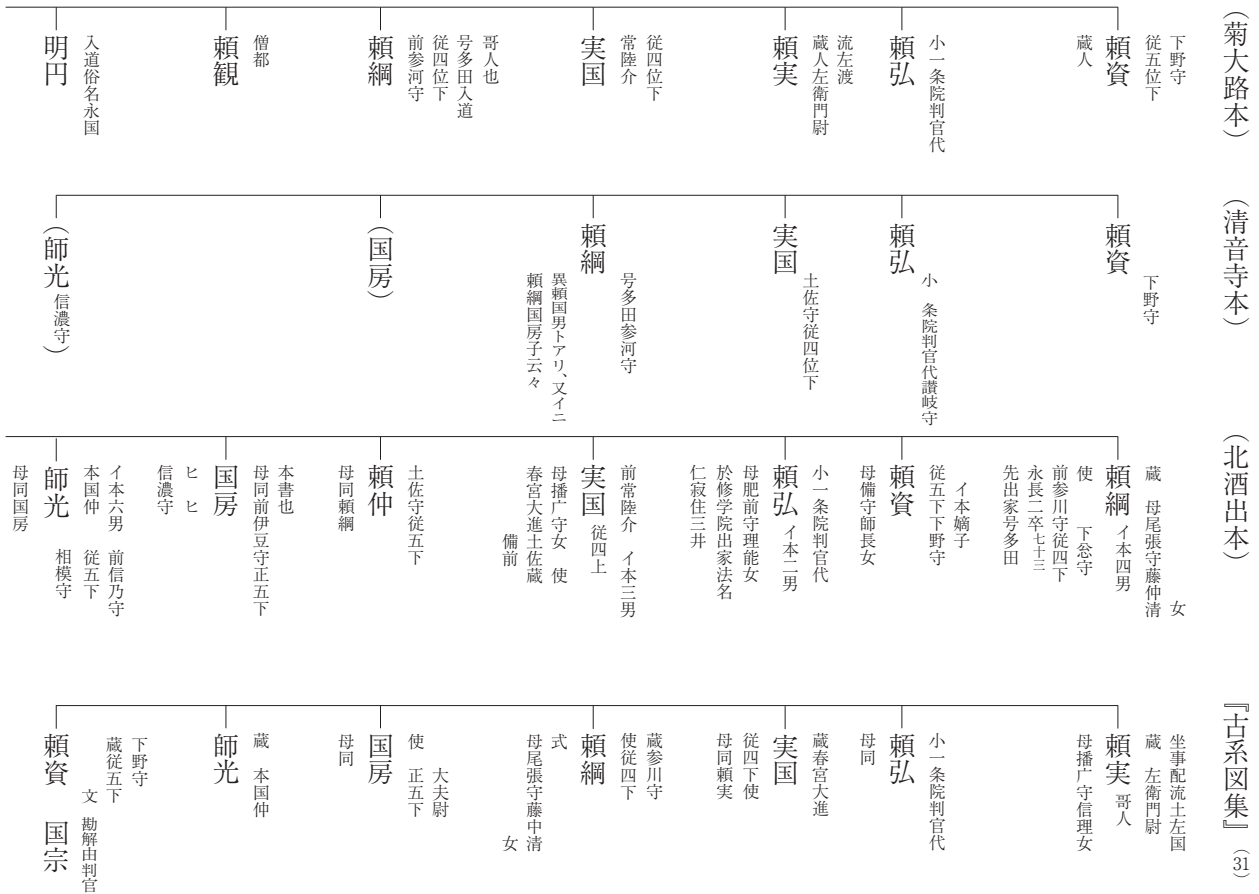 （菊大路本）
下野守
従五位下
頼資
蔵人
小一条院判官代
頼弘
流左渡
蔵人左衛門尉
頼実
従四位下
常陸介
実国
哥人也
号多田入道
従四位下
前参河守
頼綱
僧都
頼観
入道俗名永国
明円
（清音寺本）
下野守
頼資
小　条院判官代讃岐守
頼弘
土佐守従四位下
実国
号多田参河守
頼綱
異頼国男トアリ、又イニ
頼綱国房子云々
（国房）
（師光 信濃守）
（北酒出本）
女
蔵　母尾張守藤仲清
頼綱 イ本四男
使　下忩守
前参川守従四下
永長二卒七十三
先出家号多田
イ本嫡子
従五下下野守
頼資
母備守師長女
小一条院判官代
頼弘 イ本二男
母肥前守理能女
於修学院出家法名
仁寂住三井
前常陸介　イ本三男
実国 従四上
母播广守女　使
春宮大進土佐蔵
備前
土佐守従五下
頼仲
母同頼綱
本書也
母同前伊豆守正五下
国房
ヒ　ヒ
信濃守
イ本六男　前信乃守
本国仲　従五下
師光 相模守
母同国房
『古系図集』（31）
坐事配流土左国
蔵　左衛門尉
頼実 哥人
母播广守信理女
小一条院判官代
頼弘
母同
蔵春宮大進
実国
従四下使
母同頼実
蔵参川守
使従四下
頼綱
式
母尾張守藤中清
女
大夫尉
使　正五下
国房
母同
蔵　本国仲
師光
下野守
蔵従五下
文　勘解由判官
頼資　国宗